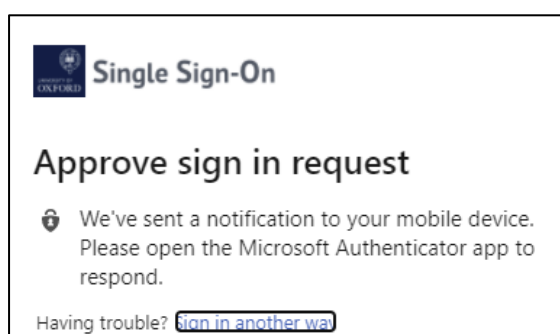 UNIVERSITY OF
OXFORD
Single Sign-On
Approve sign in request
We've sent a notification to your mobile device.
Please open the Microsoft Authenticator app to
respond.
Having trouble? Sign in another way